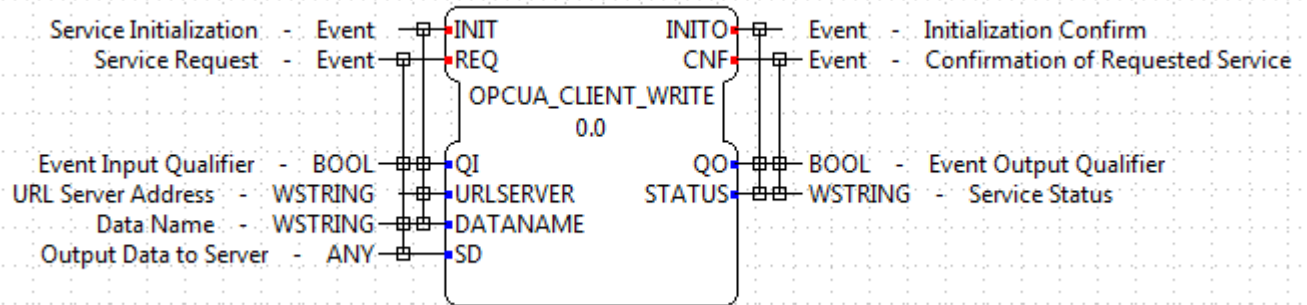 Service Initialization - Event INIT INITO Event - Initialization Confirm
Service Request - Event REQ CNF Event - Confirmation of Requested Service
OPCUA_CLIENT_WRITE
0.0
Event Input Qualifier - BOOL QI QO BOOL - Event Output Qualifier
URL Server Address - WSTRING URLSERVER STATUS WSTRING - Service Status
Data Name - WSTRING DATANAME
Output Data to Server - ANY SD